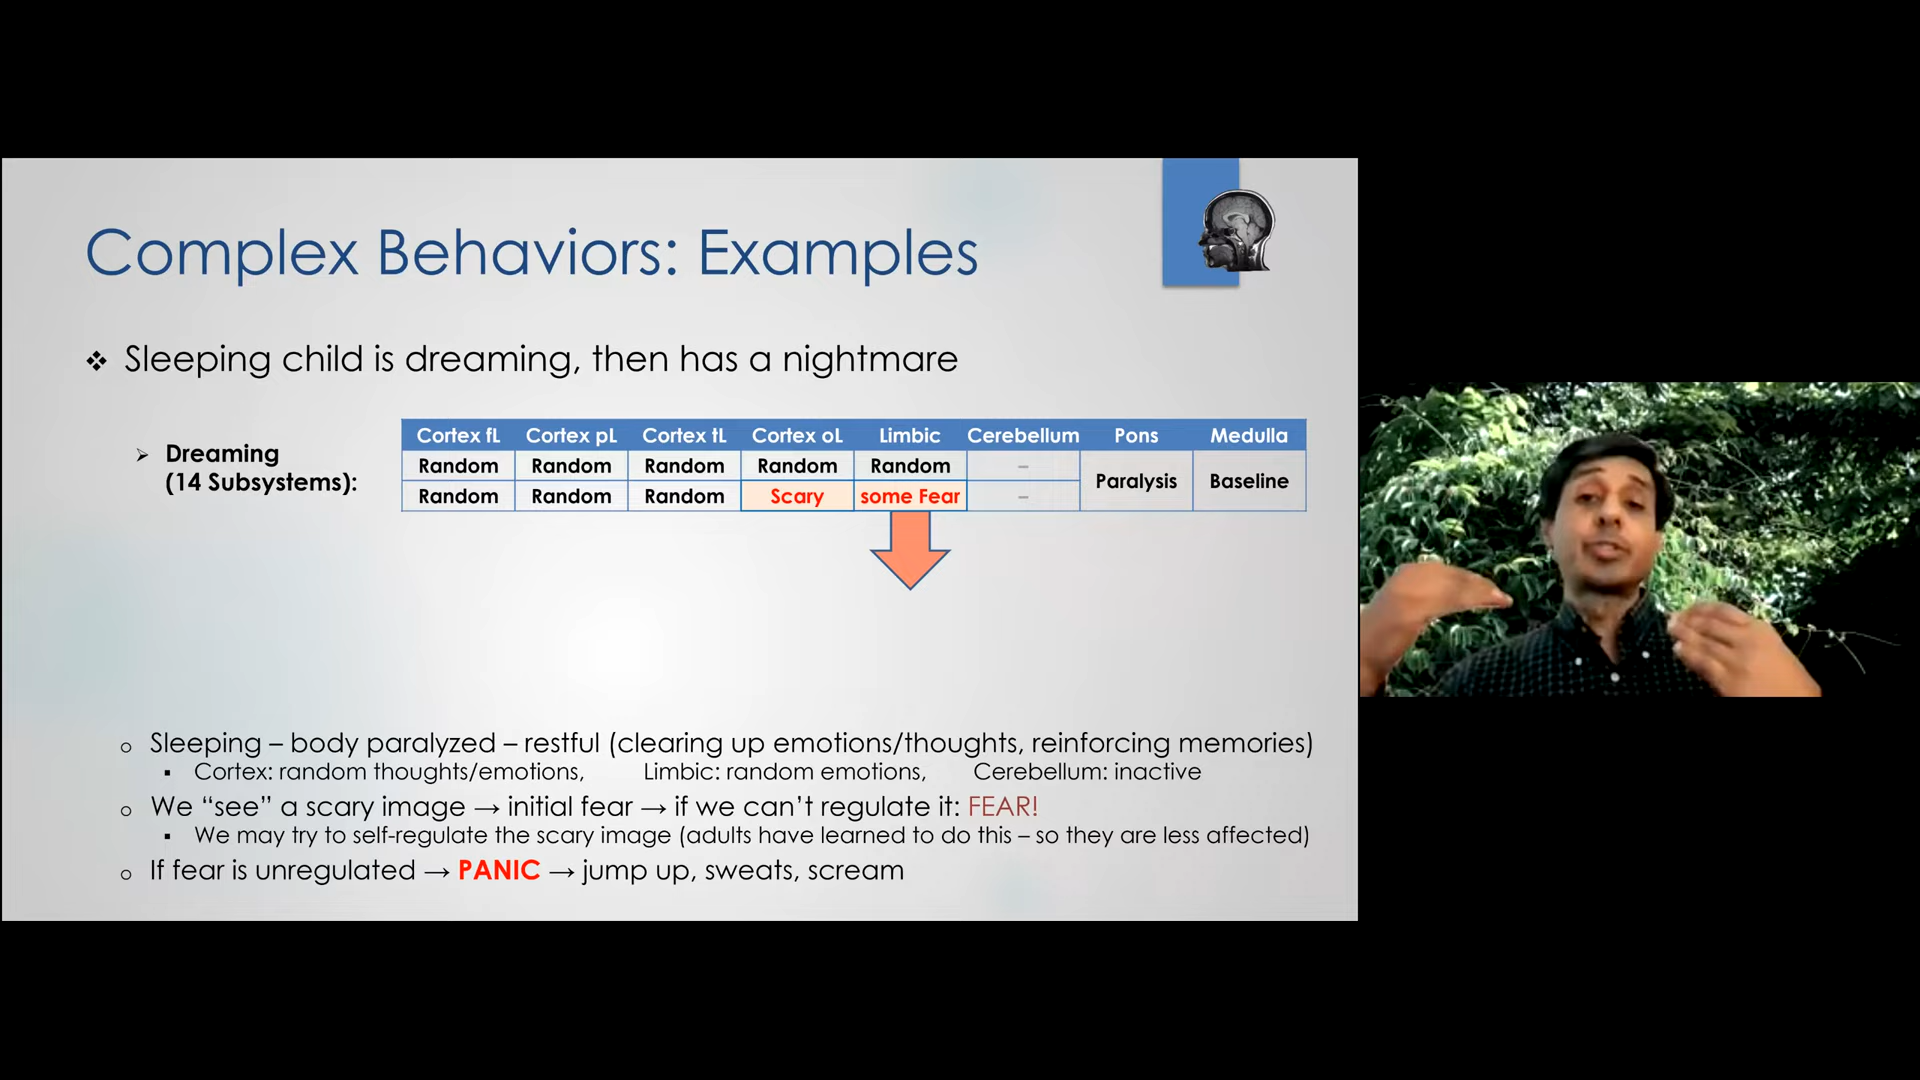 Complex Behaviors: Examples
❖ Sleeping child is dreaming, then has a nightmare
➢ Dreaming
(14 Subsystems):
Cortex fL Cortex pL Cortex tL Cortex oL Limbic Cerebellum Pons Medulla
Random Random Random Random Random – Paralysis Baseline
Random Random Random Scary some Fear –
o Sleeping – body paralyzed – restful (clearing up emotions/thoughts, reinforcing memories)
▪ Cortex: random thoughts/emotions, Limbic: random emotions, Cerebellum: inactive
o We “see” a scary image → initial fear → if we can’t regulate it: FEAR!
▪ We may try to self-regulate the scary image (adults have learned to do this – so they are less affected)
o If fear is unregulated → PANIC → jump up, sweats, scream